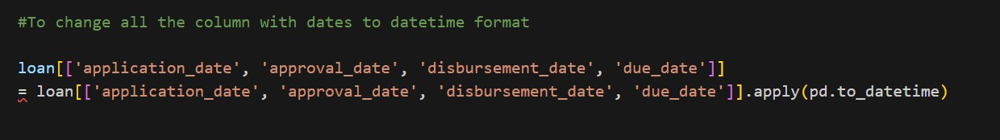 #To change all the column with dates to datetime format
loan[['application_date', 'approval_date', 'disbursement_date', 'due_date']]
= loan[['application_date', 'approval_date', 'disbursement_date', 'due_date']].apply(pd.to_datetime)